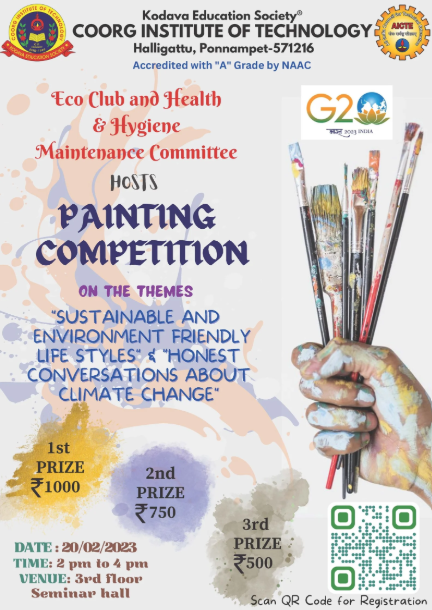 Kodava Education Society®
COORG INSTITUTE OF TECHNOLOGY
Halligattu, Ponnampet-571216
Accredited with "A" Grade by NAAC
AICTE
Eco Club and Health
& Hygiene
Maintenance Committee
G20
2023 INDIA
HOSTS
PAINTING
COMPETITION
ON THE THEMES
"SUSTAINABLE AND
ENVIRONMENT FRIENDLY
LIFE STYLES" & "HONEST
CONVERSATIONS ABOUT
CLIMATE CHANGE"
1st
PRIZE
₹1000
2nd
PRIZE
₹750
3rd
PRIZE
₹500
DATE : 20/02/2023
TIME: 2 pm to 4 pm
VENUE: 3rd floor
Seminar hall
Scan QR Code for Registration